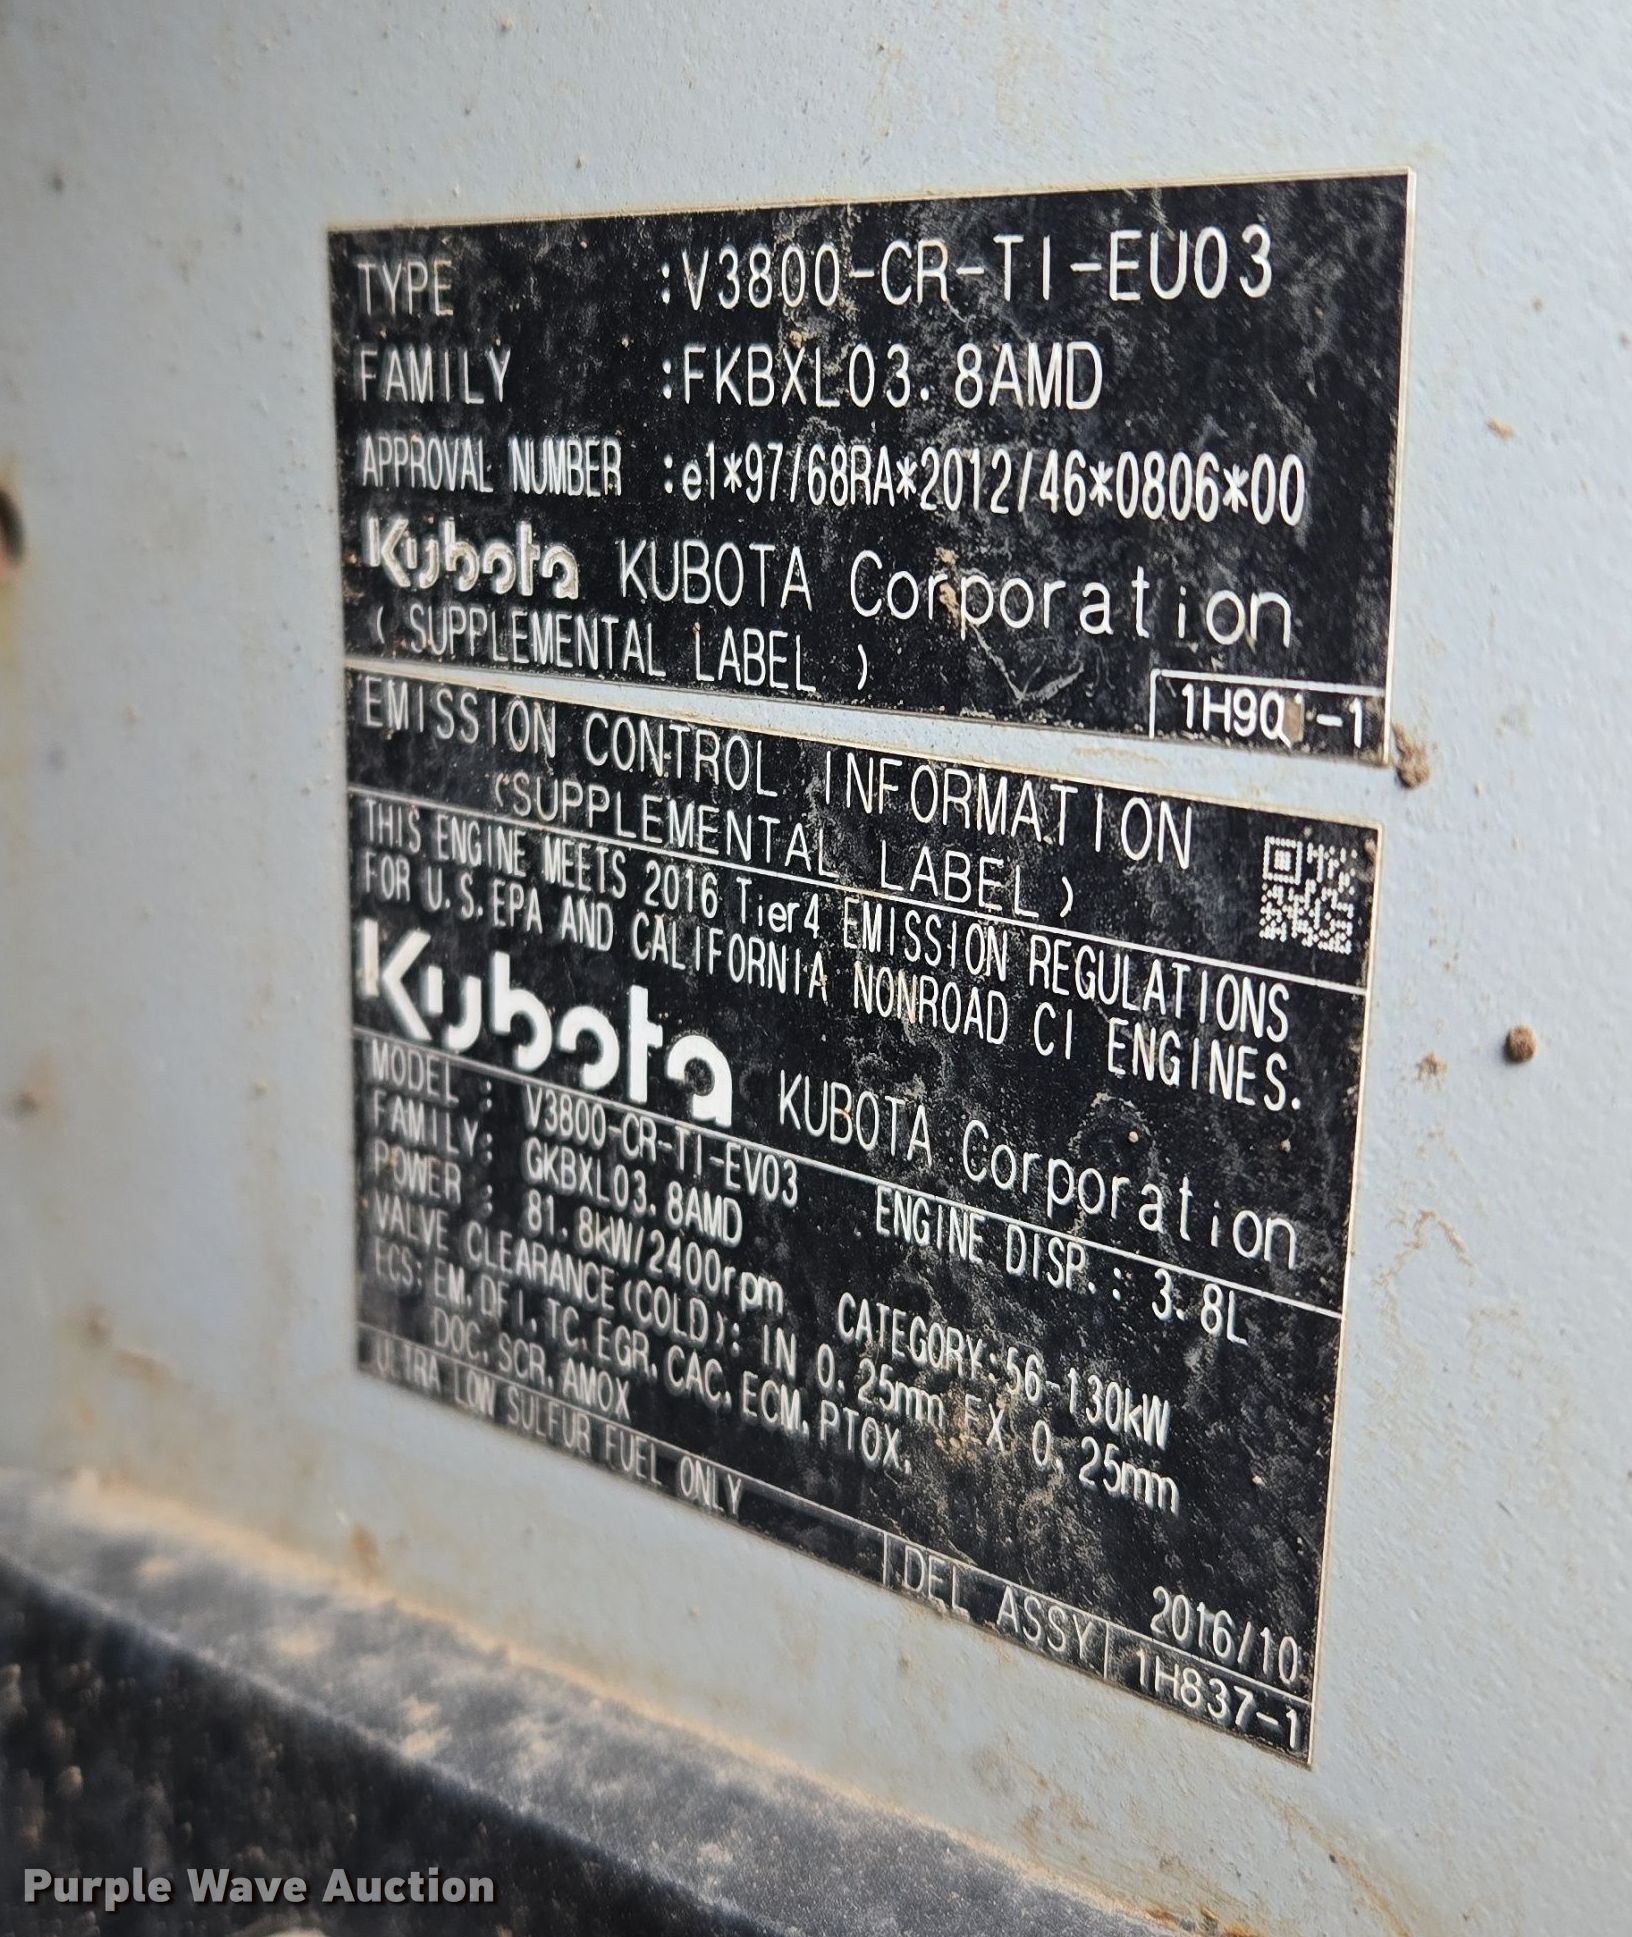 TYPE :V3800-CR-TI-EU03
FAMILY :FKBXL03.8AMD
APPROVAL NUMBER :e1*97/68RA*2012/46*0806*00
Kubota KUBOTA Corporation
( SUPPLEMENTAL LABEL )
EMISSION CONTROL INFORMATION
(SUPPLEMENTAL LABEL)
THIS ENGINE MEETS 2016 Tier4 EMISSION REGULATIONS
FOR U.S.EPA AND CALIFORNIA NONROAD CI ENGINES.
Kubota KUBOTA Corporation
MODEL : V3800-CR-TI-EV03 ENGINE DISP.: 3.8L
FAMILY: GKBXL03.8AMD
POWER : 81.8kW/2400rpm CATEGORY:56-130kW
VALVE CLEARANCE(COLD): IN 0.25mm EX 0.25mm
ECS: EM, DFI, TC, EGR, CAC, ECM, PTOX,
DOC, SCR, AMOX
2016/10
ULTRA LOW SULFUR FUEL ONLY
DEL ASSY 1H837-1
Purple Wave Auction